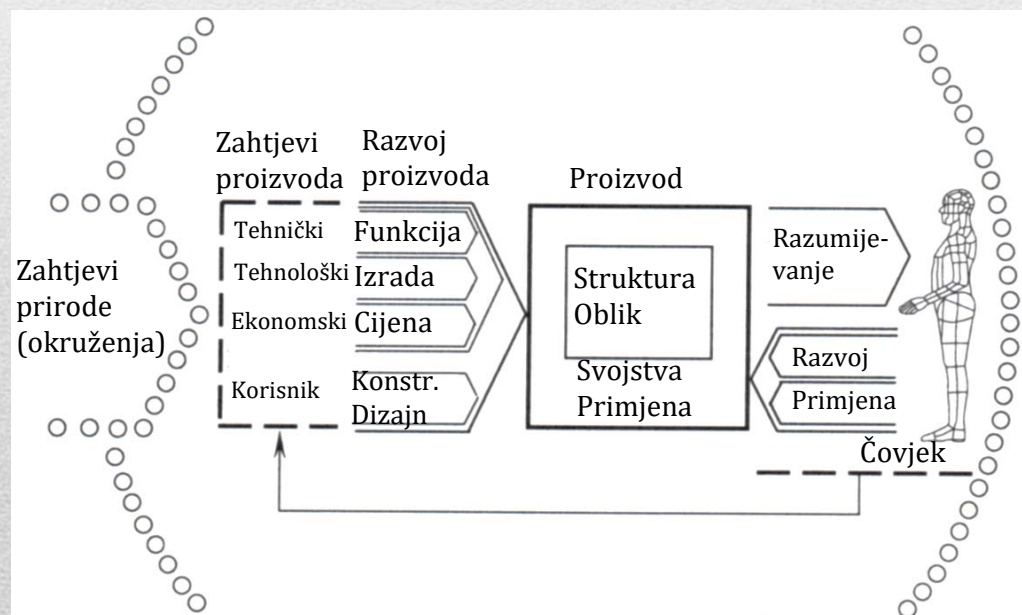 Zahtjevi
prirode
(okruženja)
Zahtjevi
proizvoda
Tehnički
Tehnološki
Ekonomski
Korisnik
Razvoj
proizvoda
Funkcija
Izrada
Cijena
Konstr.
Dizajn
Proizvod
Struktura
Oblik
Svojstva
Primjena
Razumije-
vanje
Razvoj
Primjena
Čovjek